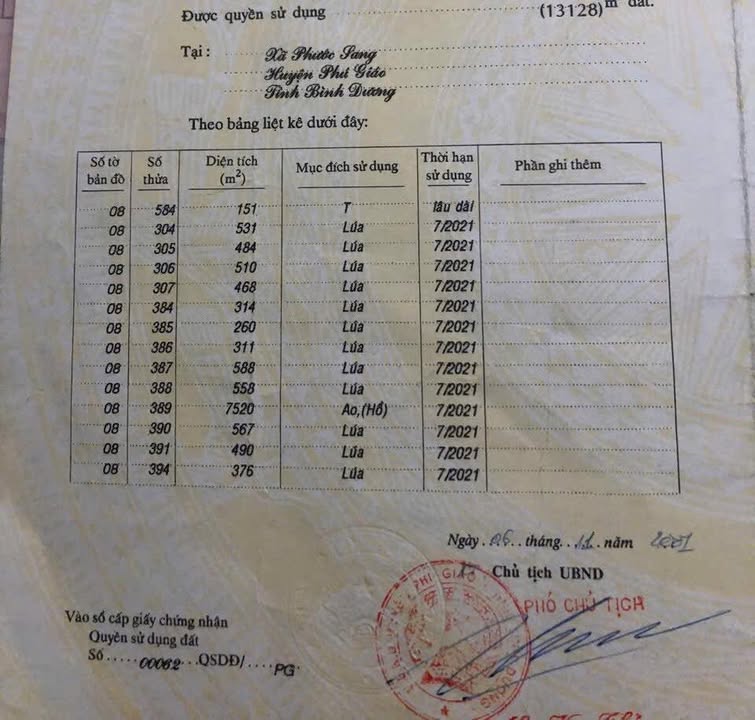 Được quyền sử dụng (13128) m đất.
Tại : Xã Phước Sang
Huyện Phú Giáo
Tỉnh Bình Dương
Theo bảng liệt kê dưới đây:
Số tờ bản đồ Số thửa Diện tích (m²) Mục đích sử dụng Thời hạn sử dụng Phần ghi thêm
08 584 151 T lâu dài
08 304 531 Lúa 7/2021
08 305 484 Lúa 7/2021
08 306 510 Lúa 7/2021
08 307 468 Lúa 7/2021
08 384 314 Lúa 7/2021
08 385 260 Lúa 7/2021
08 386 311 Lúa 7/2021
08 387 588 Lúa 7/2021
08 388 558 Lúa 7/2021
08 389 7520 Ao,(Hồ) 7/2021
08 390 567 Lúa 7/2021
08 391 490 Lúa 7/2021
08 394 376 Lúa 7/2021
Ngày . 06 . . tháng. . 11 . năm 2001
Chủ tịch UBND
PHÓ CHỦ TỊCH
Vào sổ cấp giấy chứng nhận
Quyền sử dụng đất
Số.....00062...QSDĐ/....PG